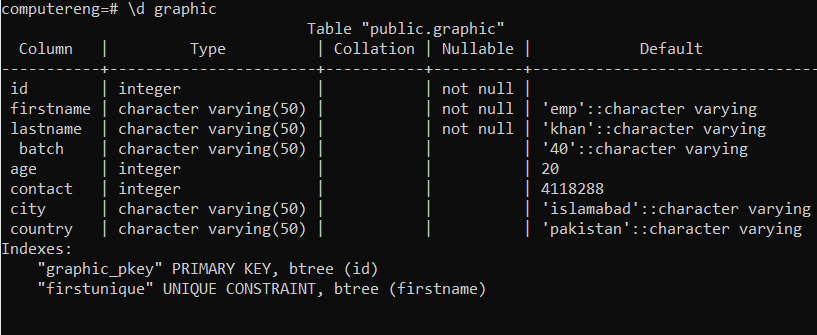 computereng=# \d graphic
                                Table "public.graphic"
  Column   |         Type          | Collation | Nullable |           Default
-----------+-----------------------+-----------+----------+------------------------------
 id        | integer               |           | not null |
 firstname | character varying(50) |           | not null | 'emp'::character varying
 lastname  | character varying(50) |           | not null | 'khan'::character varying
  batch    | character varying(50) |           |          | '40'::character varying
 age       | integer               |           |          | 20
 contact   | integer               |           |          | 4118288
 city      | character varying(50) |           |          | 'islamabad'::character varying
 country   | character varying(50) |           |          | 'pakistan'::character varying
Indexes:
    "graphic_pkey" PRIMARY KEY, btree (id)
    "firstunique" UNIQUE CONSTRAINT, btree (firstname)